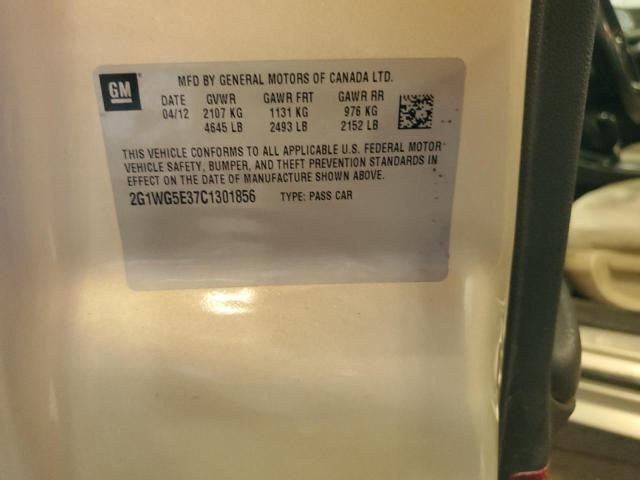 GM
MFD BY GENERAL MOTORS OF CANADA LTD.
DATE GVWR GAWR FRT GAWR RR
04/12 2107 KG 1131 KG 976 KG
4645 LB 2493 LB 2152 LB
THIS VEHICLE CONFORMS TO ALL APPLICABLE U.S. FEDERAL MOTOR
VEHICLE SAFETY, BUMPER, AND THEFT PREVENTION STANDARDS IN
EFFECT ON THE DATE OF MANUFACTURE SHOWN ABOVE.
2G1WG5E37C1301856 TYPE: PASS CAR